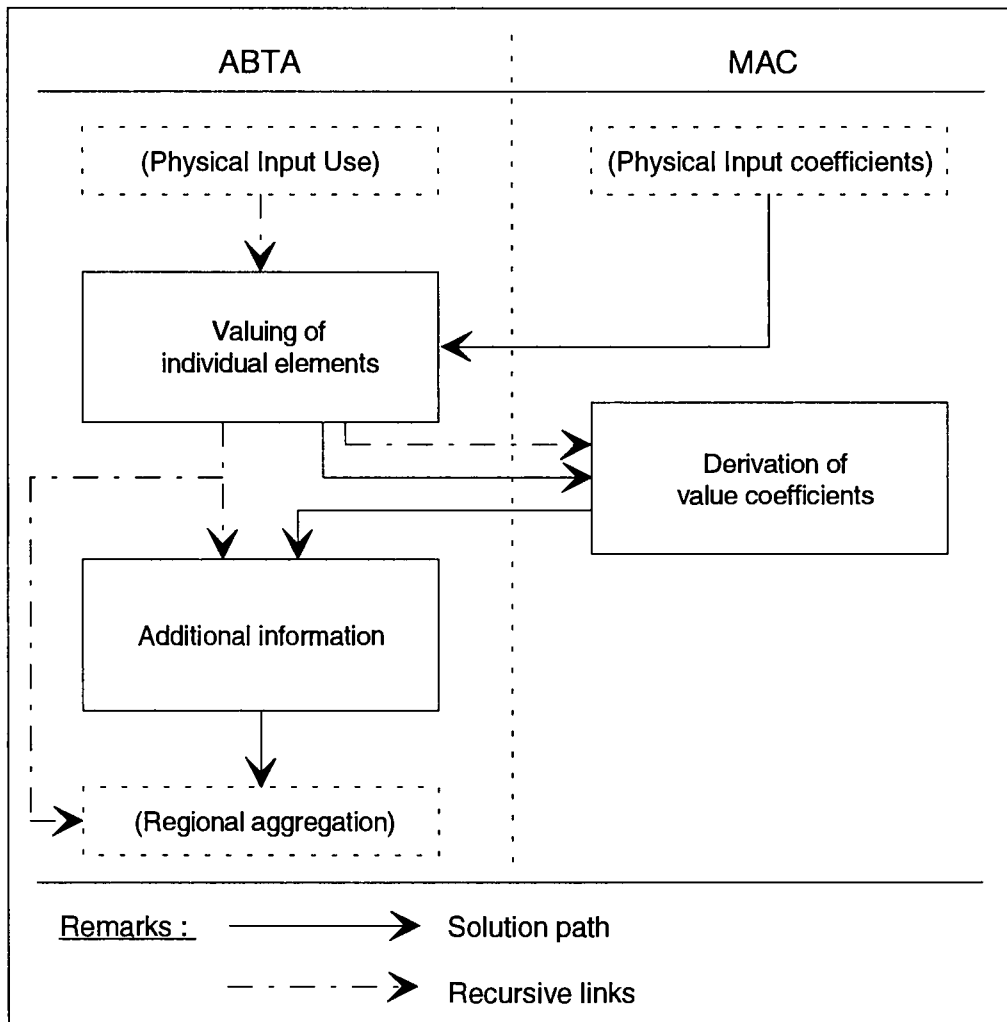 ABTA
MAC
(Physical Input Use)
(Physical Input coefficients)
Valuing of
individual elements
Derivation of
value coefficients
Additional information
(Regional aggregation)
Remarks :
Solution path
Recursive links